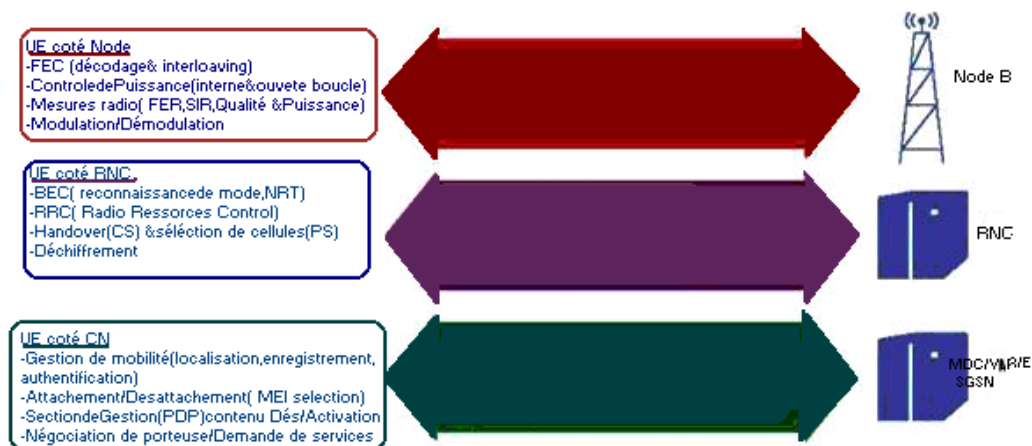 UE coté Node
-FEC (décodage& interloaving)
-ControledePuissance(interne&ouvete boucle)
-Mesures radio( FER,SIR,Qualité &Puissance)
-Modulation/Démodulation
Node B
UE coté RNC
-BEC( reconnaissancede mode,NRT)
-RRC( Radio Ressorces Control)
-Handover(CS) &séléction de cellules(PS)
-Déchiffrement
RNC
UE coté CN
-Gestion de mobilité(localisation,enregistrement,
authentification)
-Attachement/Desattachement( MEI selection)
-SectiondeGestion(PDP)contenu Dés/Activation
-Négociation de porteuse/Demande de services
SGSN